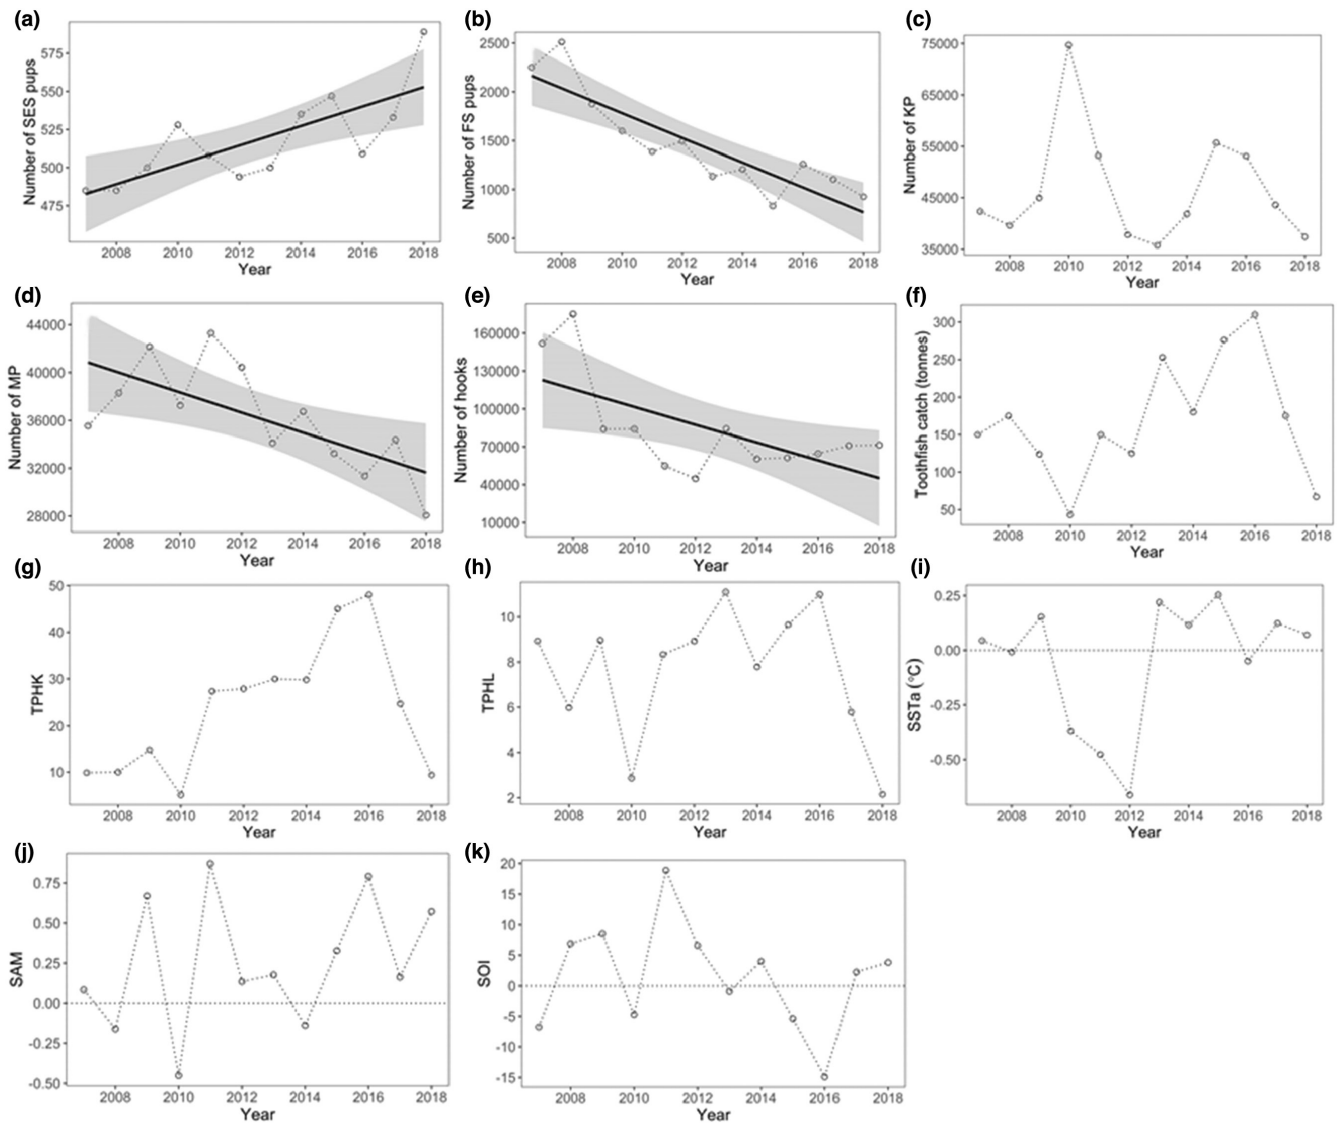 (a)
Number of SES pups
575
550
525
500
475
2008 2010 2012 2014 2016 2018
Year
(b)
Number of FS pups
2500
2000
1500
1000
500
2008 2010 2012 2014 2016 2018
Year
(c)
Number of KP
75000
65000
55000
45000
35000
2008 2010 2012 2014 2016 2018
Year
(d)
Number of MP
44000
40000
36000
32000
28000
2008 2010 2012 2014 2016 2018
Year
(e)
Number of hooks
160000
130000
100000
70000
40000
10000
2008 2010 2012 2014 2016 2018
Year
(f)
Toothfish catch (tonnes)
300
250
200
150
100
50
2008 2010 2012 2014 2016 2018
Year
(g)
TPHK
50
40
30
20
10
2008 2010 2012 2014 2016 2018
Year
(h)
TPHL
10
8
6
4
2
2008 2010 2012 2014 2016 2018
Year
(i)
SSTa (°C)
0.25
0.00
-0.25
-0.50
2008 2010 2012 2014 2016 2018
Year
(j)
SAM
0.75
0.50
0.25
0.00
-0.25
-0.50
2008 2010 2012 2014 2016 2018
Year
(k)
SOI
20
15
10
5
0
-5
-10
-15
2008 2010 2012 2014 2016 2018
Year